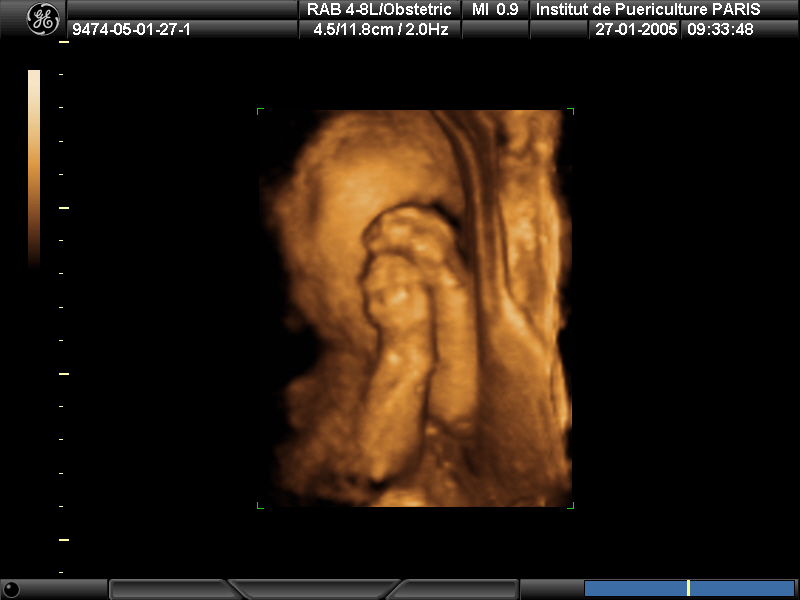 RAB 4-8L/Obstetric MI 0.9 Institut de Puericulture PARIS
9474-05-01-27-1 4.5/11.8cm / 2.0Hz 27-01-2005 09:33:48